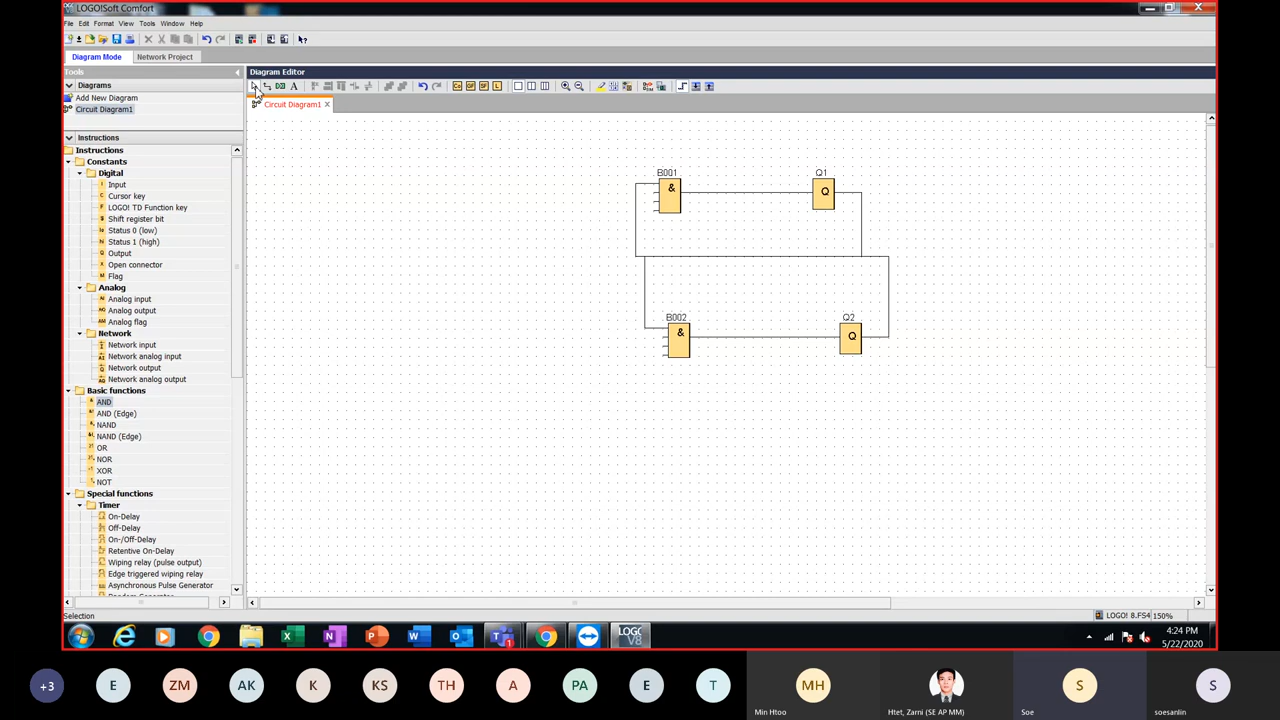 LOGO!Soft Comfort
File Edit Format View Tools Window Help
Diagram Mode Network Project
Tools
Diagram Editor
Diagrams
Add New Diagram
Circuit Diagram1
Circuit Diagram1
Instructions
Instructions
Constants
Digital
Input
Cursor key
LOGO! TD Function key
Shift register bit
Status 0 (low)
Status 1 (high)
Output
Open connector
Flag
Analog
Analog input
Analog output
Analog flag
Network
Network input
Network analog input
Network output
Network analog output
Basic functions
AND
AND (Edge)
NAND
NAND (Edge)
OR
NOR
XOR
NOT
Special functions
Timer
On-Delay
Off-Delay
On-/Off-Delay
Retentive On-Delay
Wiping relay (pulse output)
Edge triggered wiping relay
Asynchronous Pulse Generator
B001 Q1
& Q
B002 Q2
& Q
Selection
LOGO! 8.FS4 150%
4:24 PM
5/22/2020
+3 E ZM AK K KS TH A PA E T MH S S
Min Htoo Htet, Zarni (SE AP MM) Soe soesanlin